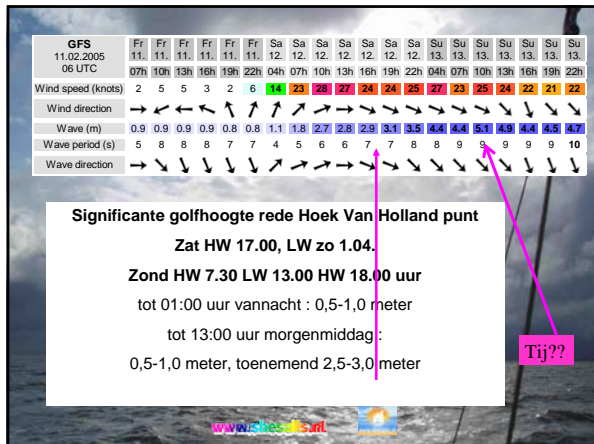 GFS Fr Fr Fr Fr Fr Fr Sa Sa Sa Sa Sa Sa Sa Su Su Su Su Su Su Su
11.02.2005 11. 11. 11. 11. 11. 11. 12. 12. 12. 12. 12. 12. 12. 13. 13. 13. 13. 13. 13. 13.
06 UTC 07h 10h 13h 16h 19h 22h 04h 07h 10h 13h 16h 19h 22h 04h 07h 10h 13h 16h 19h 22h
Wind speed (knots) 2 5 5 3 2 6 14 23 28 27 24 24 25 27 23 25 24 22 21 22
Wind direction
Wave (m) 0.9 0.9 0.9 0.9 0.8 0.8 1.1 1.8 2.7 2.8 2.9 3.1 3.5 4.4 4.4 5.1 4.9 4.4 4.5 4.7
Wave period (s) 5 8 8 8 7 7 4 5 6 6 7 7 8 8 9 9 9 9 9 10
Wave direction
Significante golfhoogte rede Hoek Van Holland punt
Zat HW 17.00, LW zo 1.04.
Zond HW 7.30 LW 13.00 HW 18.00 uur
tot 01:00 uur vannacht : 0,5-1,0 meter
tot 13:00 uur morgenmiddag :
0,5-1,0 meter, toenemend 2,5-3,0 meter
Tij??
www.shesails.nl